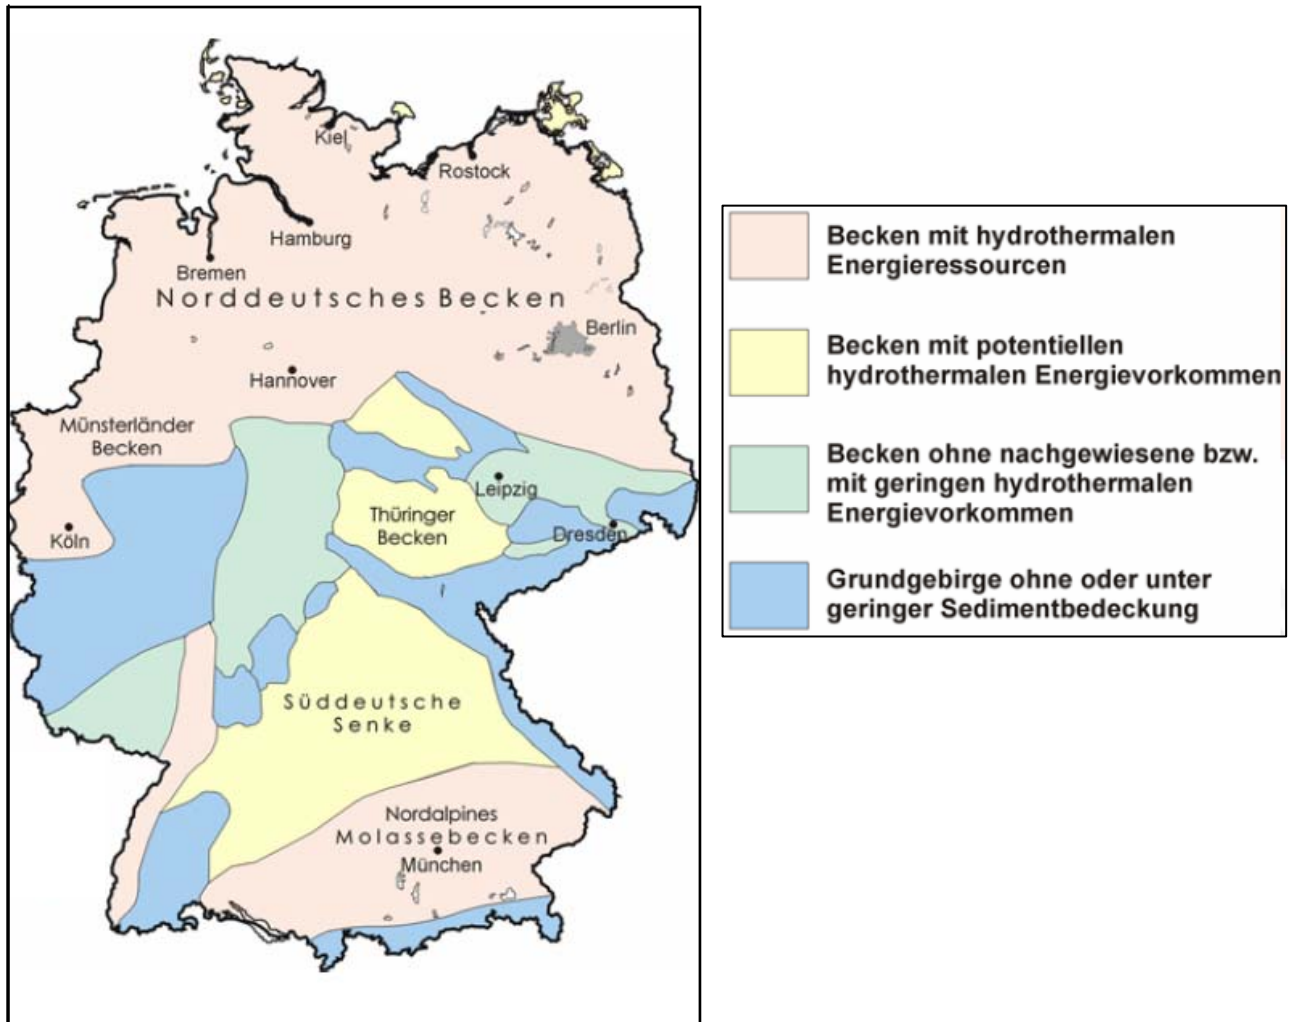 Kiel
Rostock
Hamburg
Bremen
Norddeutsches Becken
Berlin
Hannover
Münsterländer
Becken
Leipzig
Thüringer
Becken
Köln
Dresden
Süddeutsche
Senke
Nordalpines
Molassebecken
München
Becken mit hydrothermalen
Energieressourcen
Becken mit potentiellen
hydrothermalen Energievorkommen
Becken ohne nachgewiesene bzw.
mit geringen hydrothermalen
Energievorkommen
Grundgebirge ohne oder unter
geringer Sedimentbedeckung